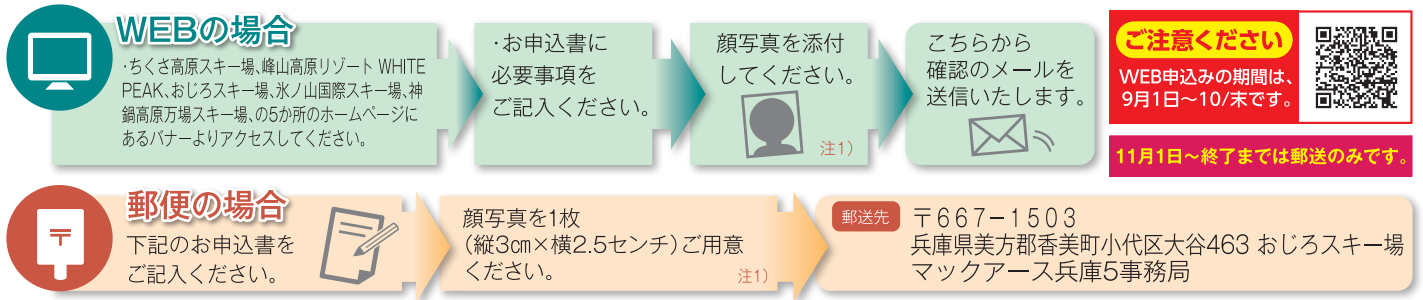 WEBの場合
・ちくさ高原スキー場、峰山高原リゾート WHITE
PEAK、おじろスキー場、氷ノ山国際スキー場、神
鍋高原万場スキー場、の5か所のホームページに
あるバナーよりアクセスしてください。
・お申込書に
必要事項を
ご記入ください。
顔写真を添付
してください。
注1）
こちらから
確認のメールを
送信いたします。
ご注意ください
WEB申込みの期間は、
9月1日～10/末です。
11月1日～終了までは郵送のみです。
郵便の場合
下記のお申込書を
ご記入ください。
顔写真を1枚
（縦3㎝×横2.5センチ）ご用意
ください。
注1）
郵送先
〒667－1503
兵庫県美方郡香美町小代区大谷463 おじろスキー場
マックアース兵庫5事務局